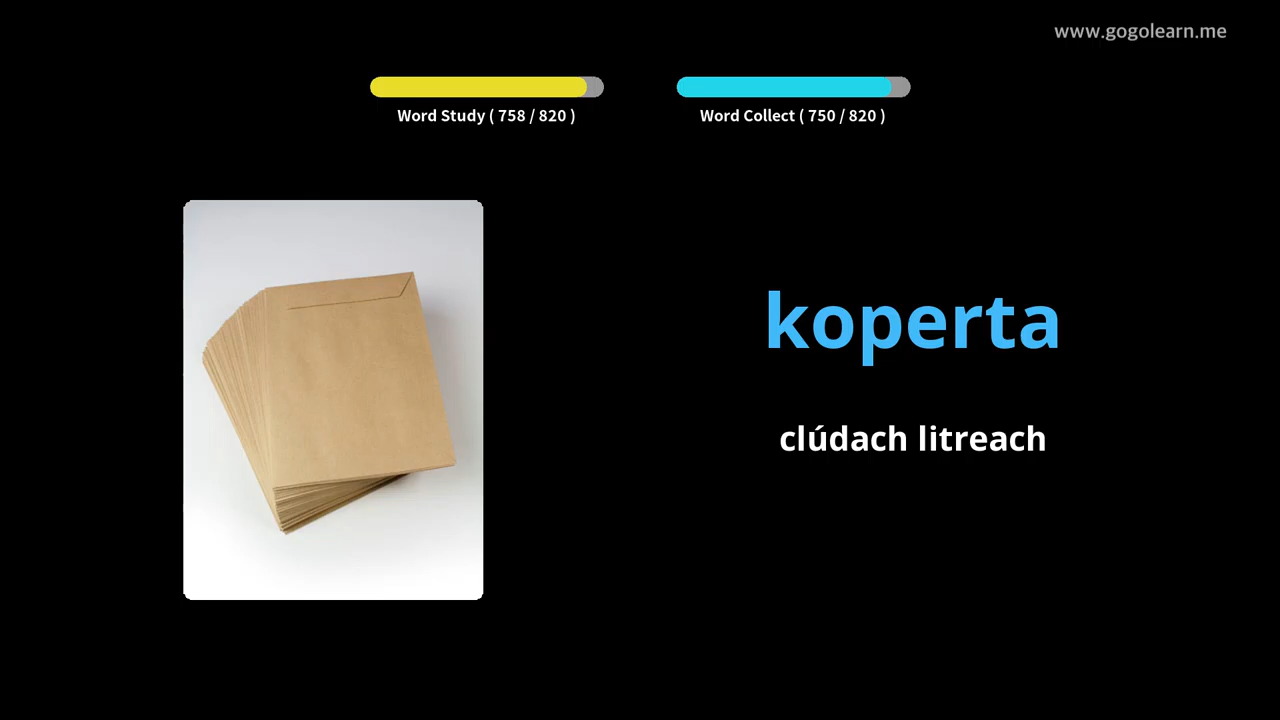 www.gogolearn.me
Word Study ( 758 / 820 )
Word Collect ( 750 / 820 )
koperta
clúdach litreach